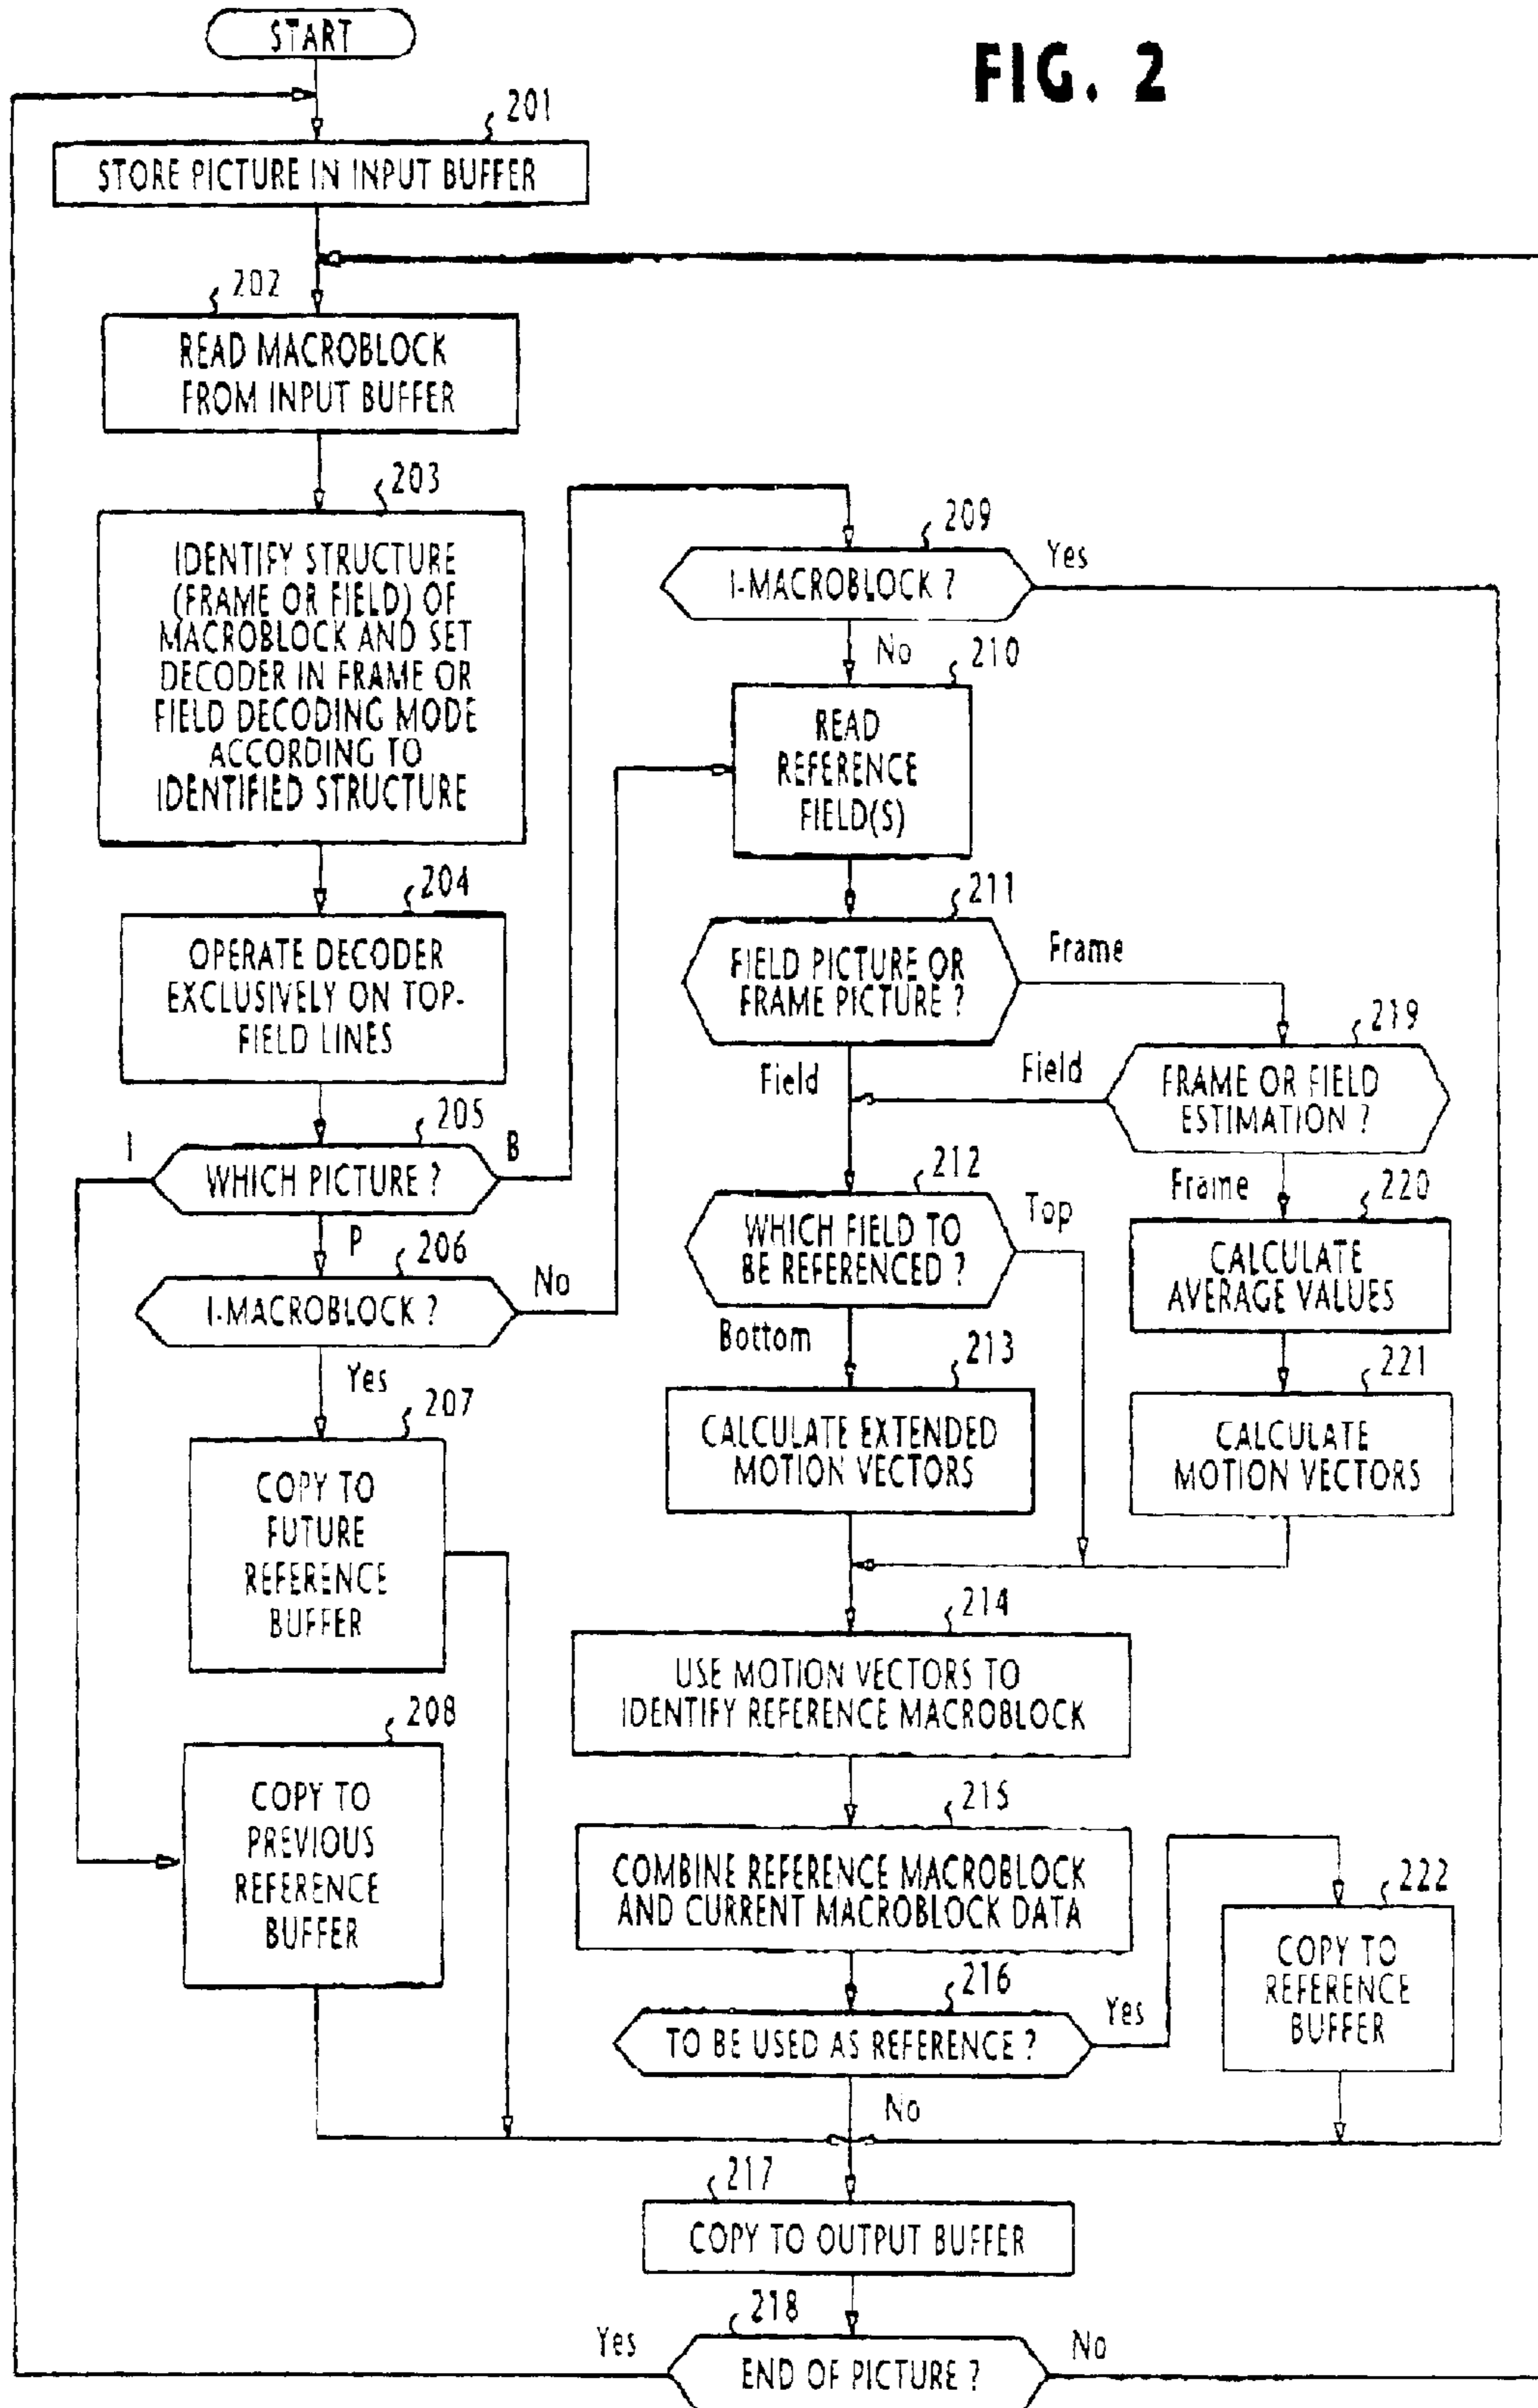 FIG. 2
START
201
STORE PICTURE IN INPUT BUFFER
202
READ MACROBLOCK
FROM INPUT BUFFER
203
IDENTIFY STRUCTURE
(FRAME OR FIELD) OF
MACROBLOCK AND SET
DECODER IN FRAME OR
FIELD DECODING MODE
ACCORDING TO
IDENTIFIED STRUCTURE
204
OPERATE DECODER
EXCLUSIVELY ON TOP-
FIELD LINES
205
I
WHICH PICTURE ?
B
P
206
I-MACROBLOCK ?
No
Yes
207
COPY TO
FUTURE
REFERENCE
BUFFER
208
COPY TO
PREVIOUS
REFERENCE
BUFFER
209
I-MACROBLOCK ?
Yes
No
210
READ
REFERENCE
FIELD(S)
211
FIELD PICTURE OR
FRAME PICTURE ?
Frame
Field
219
FRAME OR FIELD
ESTIMATION ?
Field
Frame
212
WHICH FIELD TO
BE REFERENCED ?
Top
Bottom
220
CALCULATE
AVERAGE VALUES
213
CALCULATE EXTENDED
MOTION VECTORS
221
CALCULATE
MOTION VECTORS
214
USE MOTION VECTORS TO
IDENTIFY REFERENCE MACROBLOCK
215
COMBINE REFERENCE MACROBLOCK
AND CURRENT MACROBLOCK DATA
216
TO BE USED AS REFERENCE ?
Yes
No
222
COPY TO
REFERENCE
BUFFER
217
COPY TO OUTPUT BUFFER
218
END OF PICTURE ?
Yes
No